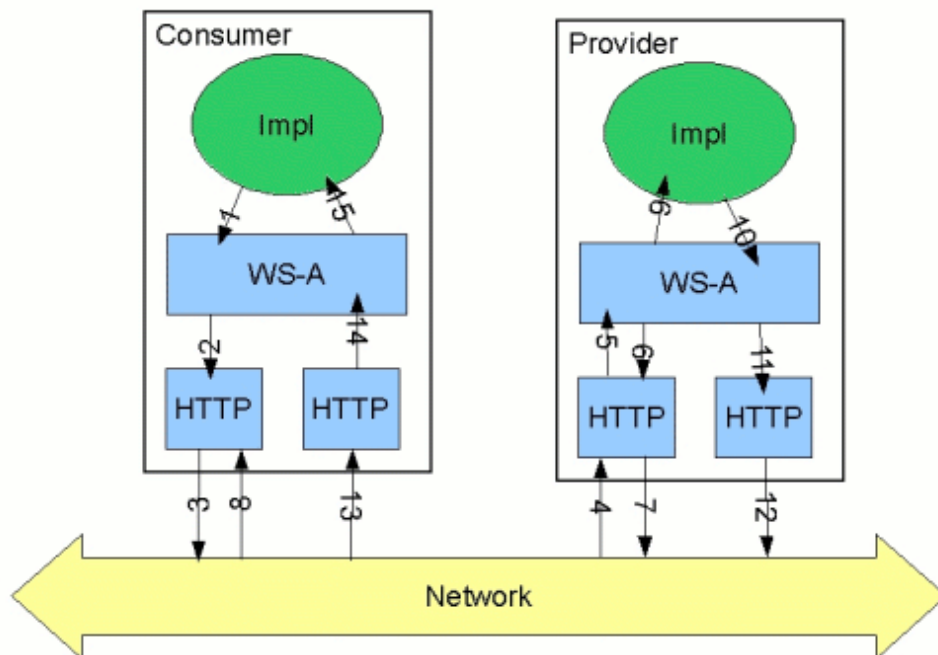 Consumer
Provider
Impl
Impl
1
15
9
10
WS-A
WS-A
2
14
5
6
11
HTTP
HTTP
HTTP
HTTP
3
8
13
4
7
12
Network